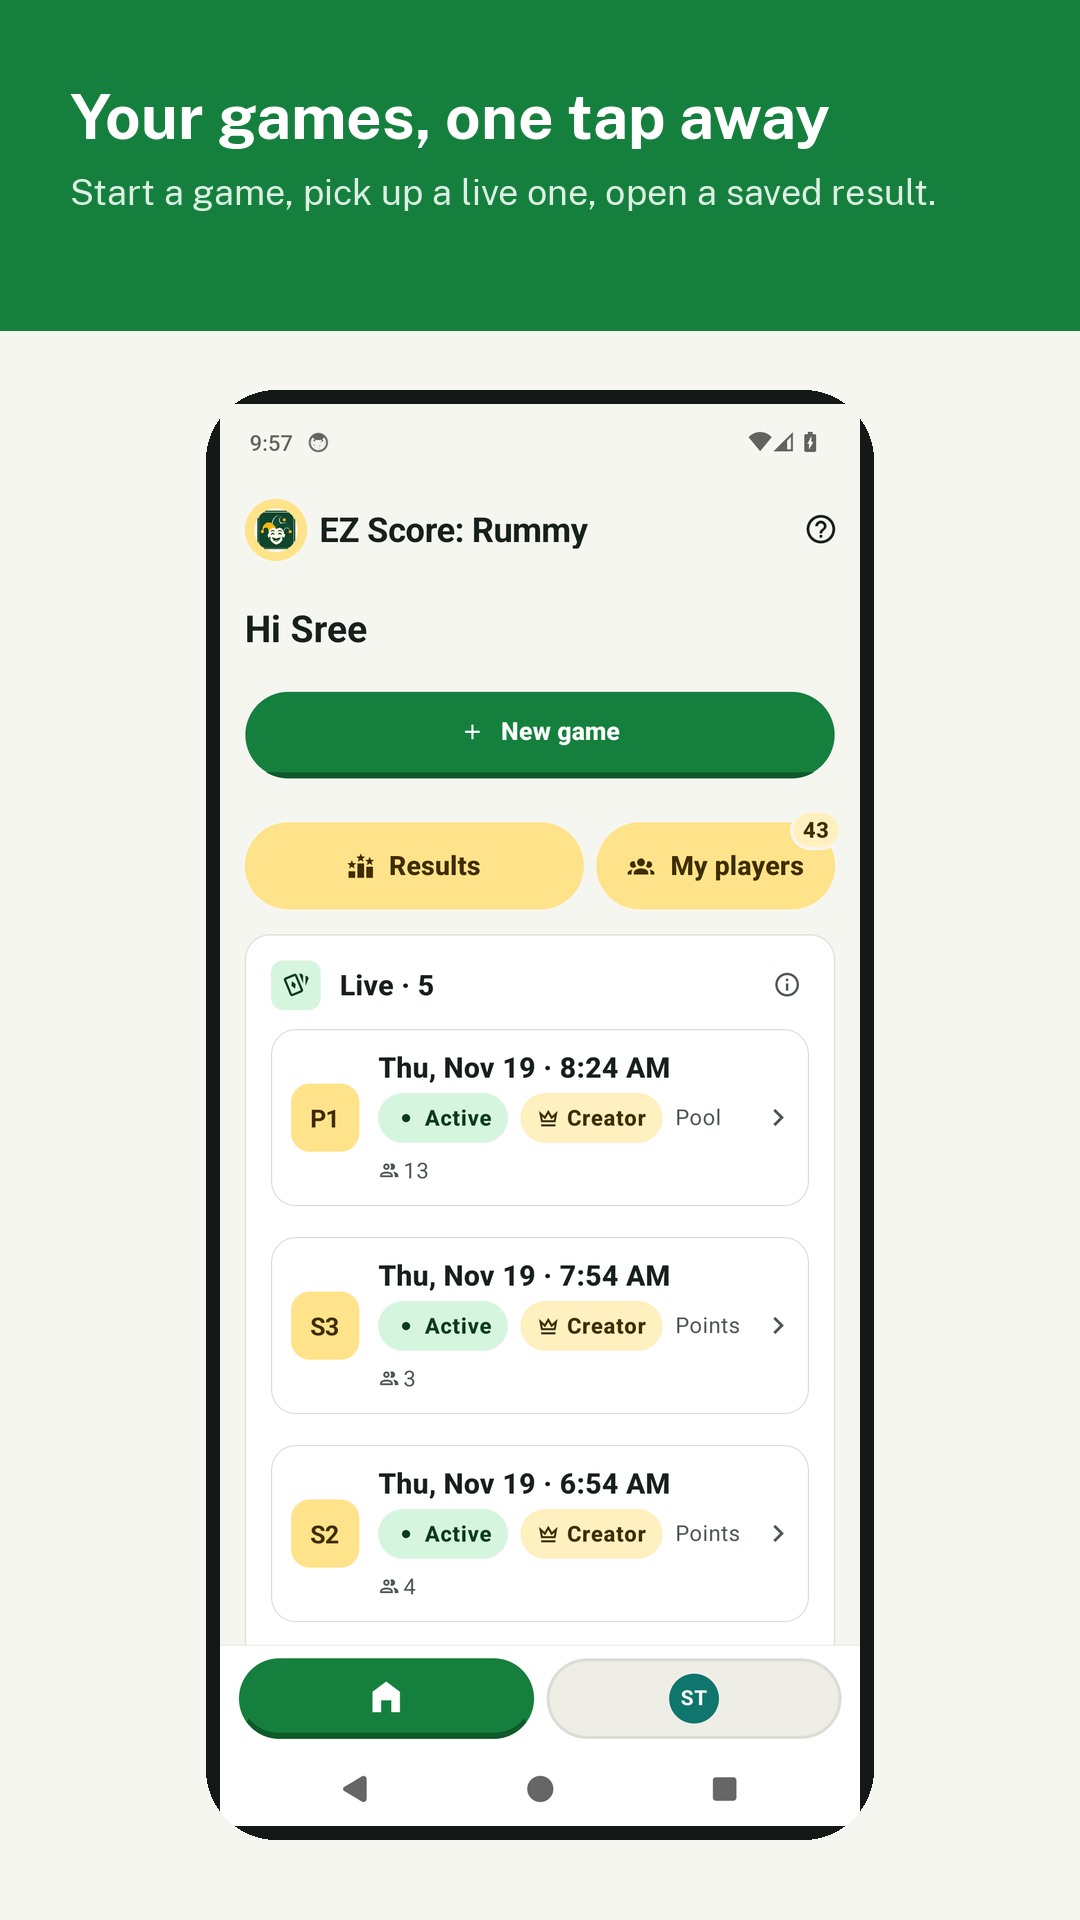 Your games, one tap away
Start a game, pick up a live one, open a saved result.
9:57
EZ Score: Rummy
Hi Sree
+ New game
Results
My players
43
Live · 5
P1
Thu, Nov 19 · 8:24 AM
• Active
Creator
Pool
13
S3
Thu, Nov 19 · 7:54 AM
• Active
Creator
Points
3
S2
Thu, Nov 19 · 6:54 AM
• Active
Creator
Points
4
ST